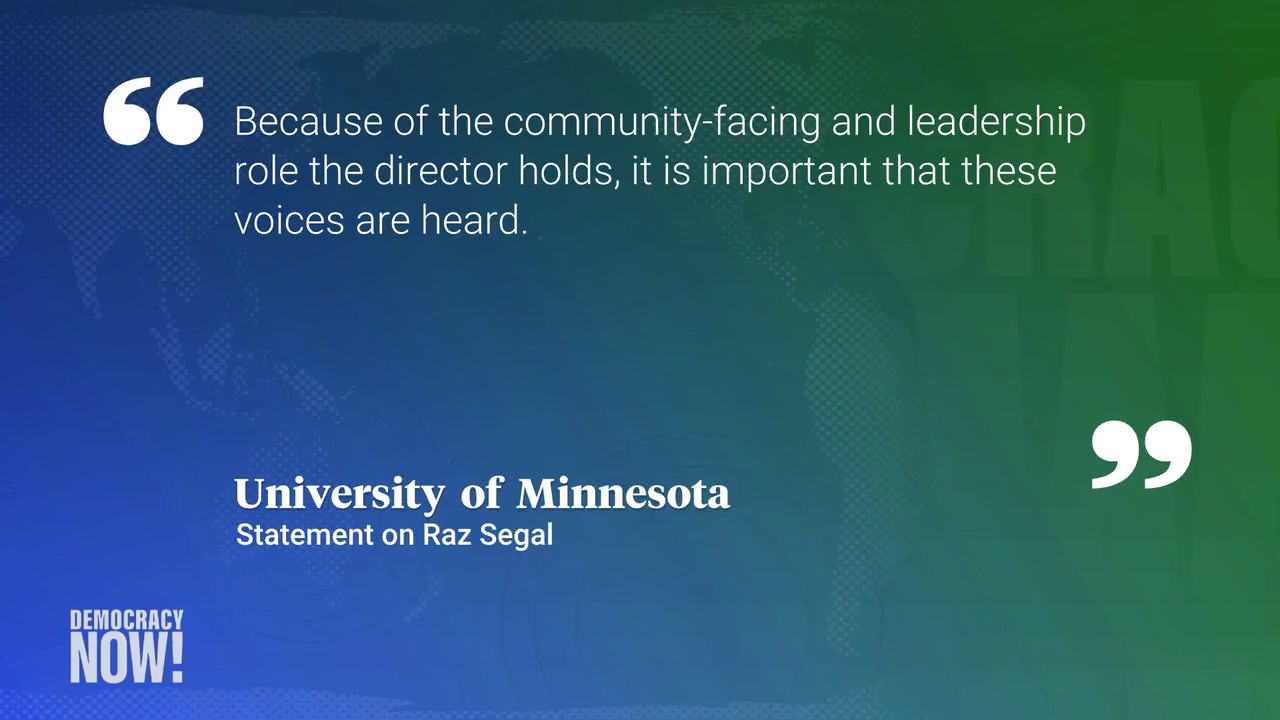 “
Because of the community-facing and leadership
role the director holds, it is important that these
voices are heard.
”
University of Minnesota
Statement on Raz Segal
DEMOCRACY
NOW!